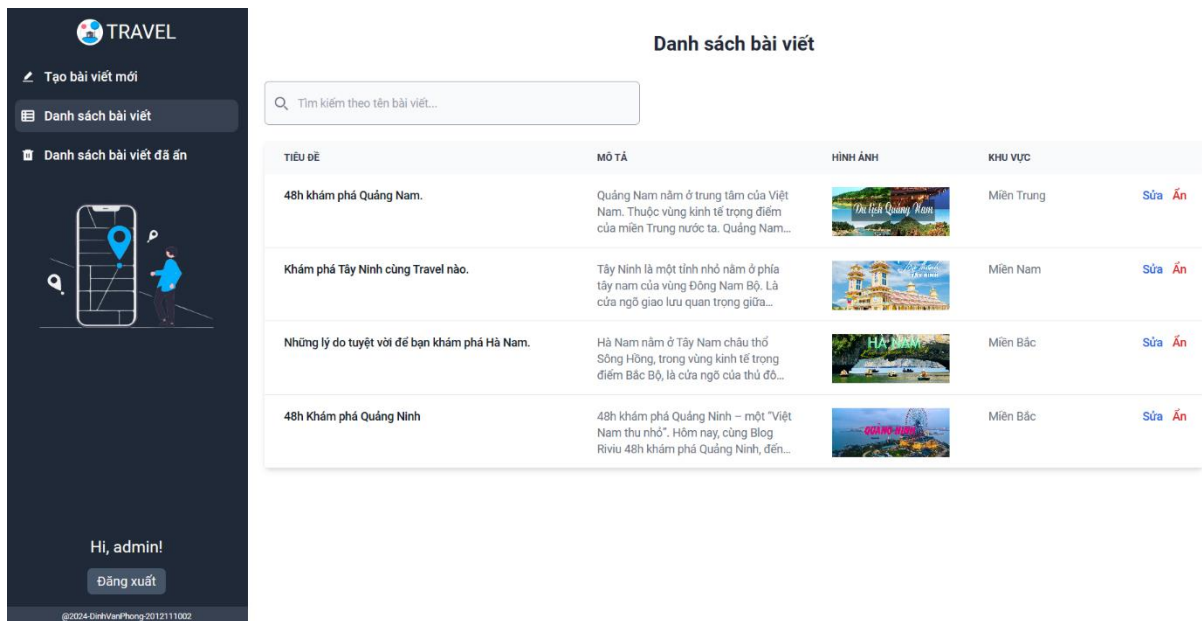 TRAVEL
Tạo bài viết mới
Danh sách bài viết
Danh sách bài viết đã ẩn
Hi, admin!
Đăng xuất
@2024-DinhVanPhong-2012111002
Danh sách bài viết
Tìm kiếm theo tên bài viết...
TIÊU ĐỀ MÔ TẢ HÌNH ẢNH KHU VỰC
48h khám phá Quảng Nam.
Quảng Nam nằm ở trung tâm của Việt
Nam. Thuộc vùng kinh tế trọng điểm
của miền Trung nước ta. Quảng Nam...
Du lịch Quảng Nam
Miền Trung
Sửa Ẩn
Khám phá Tây Ninh cùng Travel nào.
Tây Ninh là một tỉnh nhỏ nằm ở phía
tây nam của vùng Đông Nam Bộ. Là
cửa ngõ giao lưu quan trọng giữa...
TÂY NINH
Miền Nam
Sửa Ẩn
Những lý do tuyệt vời để bạn khám phá Hà Nam.
Hà Nam nằm ở Tây Nam châu thổ
Sông Hồng, trong vùng kinh tế trọng
điểm Bắc Bộ, là cửa ngõ của thủ đô...
HÀ NAM
Miền Bắc
Sửa Ẩn
48h Khám phá Quảng Ninh
48h khám phá Quảng Ninh – một “Việt
Nam thu nhỏ”. Hôm nay, cùng Blog
Riviu 48h khám phá Quảng Ninh, đến...
QUẢNG NINH
Miền Bắc
Sửa Ẩn